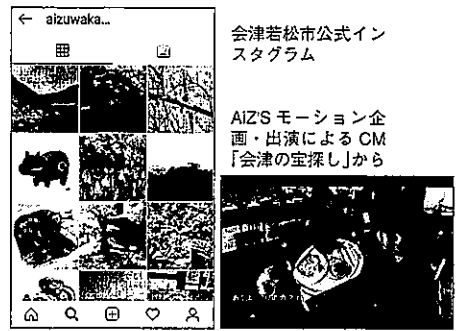 ← aizuwaka...
会津若松市公式イン
スタグラム
AiZ'S モーション企
画・出演による CM
「会津の宝探し」から